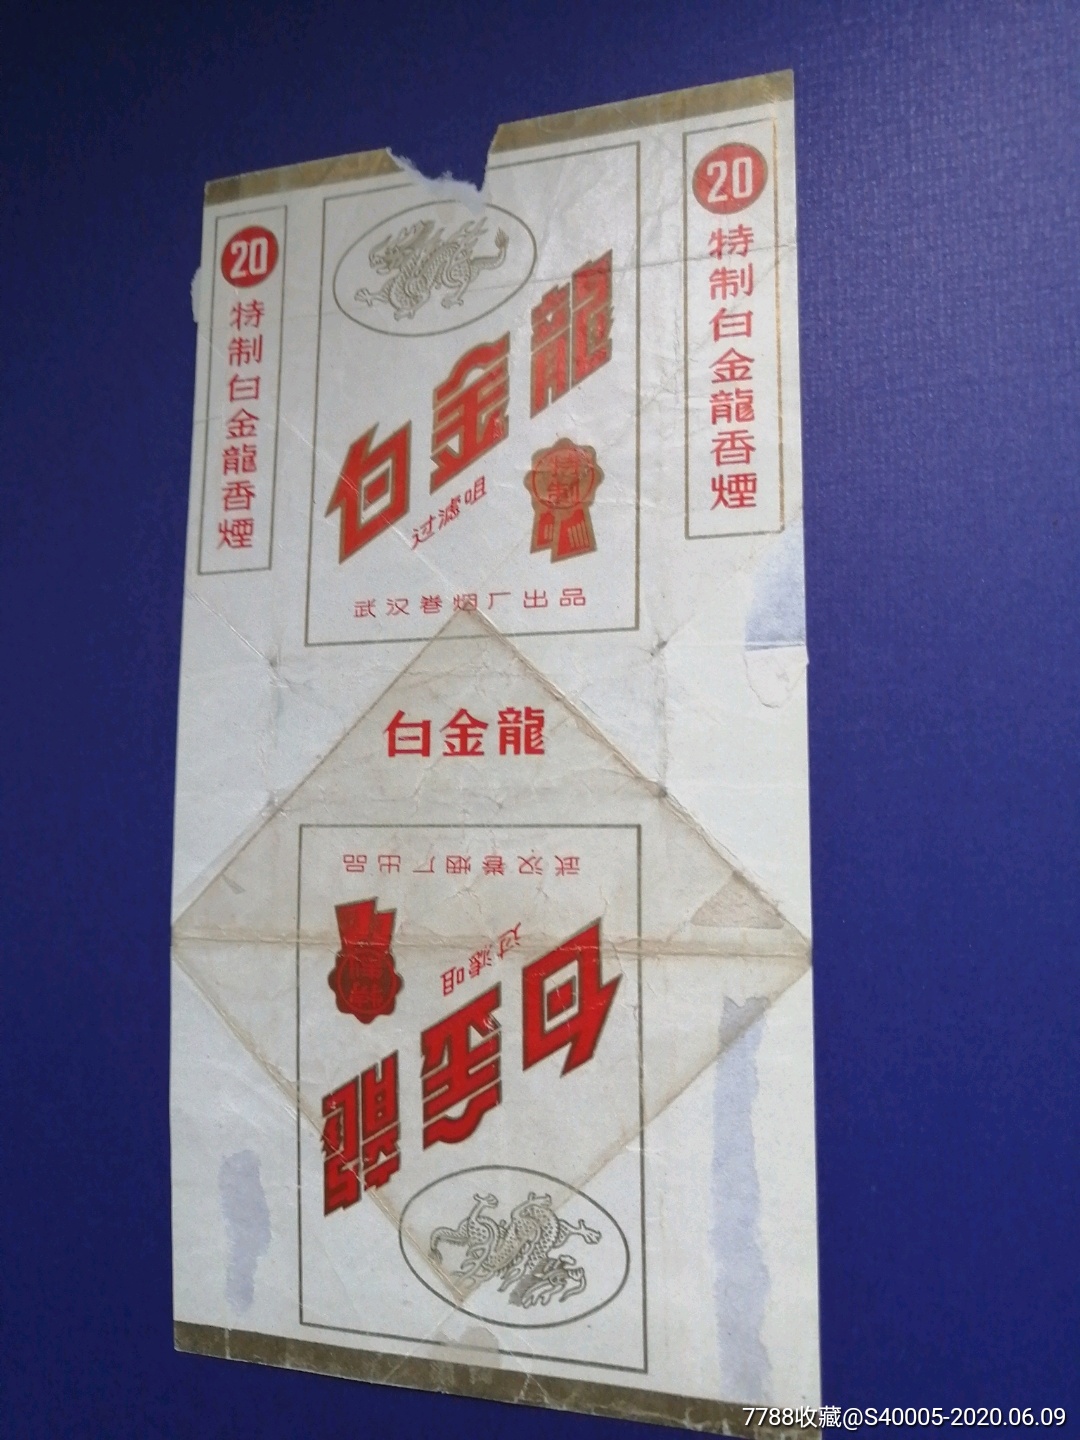 20
特制白金龍香煙
白金龍
过滤咀
特制
武汉卷烟厂出品
20
特制白金龍香煙
白金龍
武汉卷烟厂出品
特制
过滤咀
白金龍
7788收藏@S40005-2020.06.09